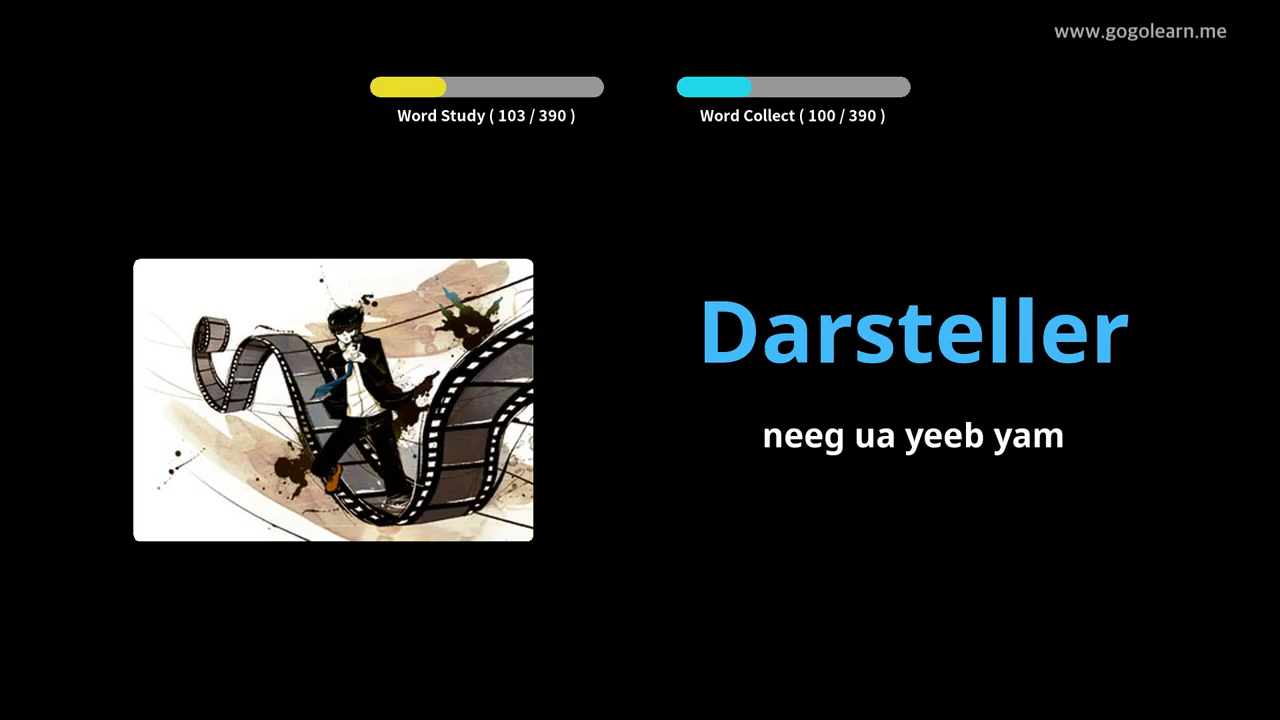 www.gogolearn.me
Word Study ( 103 / 390 )
Word Collect ( 100 / 390 )
Darsteller
neeg ua yeeb yam